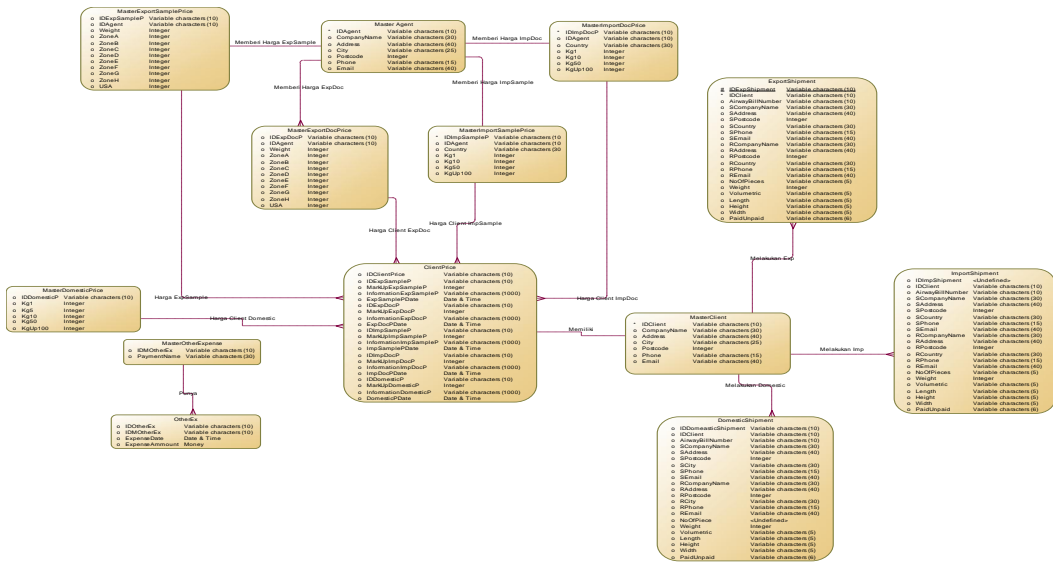 MasterExportSamplePrice
o IDExpSampleP Variable characters (10)
o IDAgent Variable characters (10)
o Weight Integer
o ZoneA Integer
o ZoneB Integer
o ZoneC Integer
o ZoneD Integer
o ZoneE Integer
o ZoneF Integer
o ZoneG Integer
o ZoneH Integer
o USA Integer
Memberi Harga ExpSample
Master Agent
* IDAgent Variable characters (10)
o CompanyName Variable characters (30)
o Address Variable characters (40)
o City Variable characters (25)
o Postcode Integer
o Phone Variable characters (15)
o Email Variable characters (40)
Memberi Harga ImpDoc
MasterImportDocPrice
* IDImpDocP Variable characters (10)
o IDAgent Variable characters (10)
o Country Variable characters (30)
o Kg1 Integer
o Kg10 Integer
o Kg50 Integer
o KgUp100 Integer
Memberi Harga ExpDoc
Memberi Harga ImpSample
MasterExportDocPrice
o IDExpDocP Variable characters (10)
o IDAgent Variable characters (10)
o Weight Integer
o ZoneA Integer
o ZoneB Integer
o ZoneC Integer
o ZoneD Integer
o ZoneE Integer
o ZoneF Integer
o ZoneG Integer
o ZoneH Integer
o USA Integer
MasterImportSamplePrice
* IDImpSampleP Variable characters (10
o IDAgent Variable characters (10
o Country Variable characters (30
o Kg1 Integer
o Kg10 Integer
o Kg50 Integer
o KgUp100 Integer
ExportShipment
# IDExpShipment Variable characters (10)
* IDClient Variable characters (10)
o AirwayBillNumber Variable characters (10)
o SCompanyName Variable characters (30)
o SAddress Variable characters (40)
o SPostcode Integer
o SCountry Variable characters (30)
o SPhone Variable characters (15)
o SEmail Variable characters (40)
o RCompanyName Variable characters (30)
o RAddress Variable characters (40)
o RPostcode Integer
o RCountry Variable characters (30)
o RPhone Variable characters (15)
o REmail Variable characters (40)
o NoOfPieces Variable characters (5)
o Weight Integer
o Volumetric Variable characters (5)
o Length Variable characters (5)
o Height Variable characters (5)
o Width Variable characters (5)
o PaidUnpaid Variable characters (6)
Harga Client ImpSample
Harga Client ExpDoc
Melakukan Exp
MasterDomesticPrice
o IDDomesticP Variable characters (10)
o Kg1 Integer
o Kg5 Integer
o Kg10 Integer
o Kg50 Integer
o KgUp100 Integer
Harga ExpSample
Harga Client Domestic
ClientPrice
o IDClientPrice Variable characters (10)
o IDExpSampleP Variable characters (10)
o MarkUpExpSampleP Integer
o InformationExpSampleP Variable characters (1000)
o ExpSamplePDate Date & Time
o IDExpDocP Variable characters (10)
o MarkUpExpDocP Integer
o InformationExpDocP Variable characters (1000)
o ExpDocPDate Date & Time
o IDImpSampleP Variable characters (10)
o MarkUpImpSampleP Integer
o InformationImpSampleP Variable characters (1000)
o ImpSamplePDate Date & Time
o IDImpDocP Variable characters (10)
o MarkUpImpDocP Integer
o InformationImpDocP Variable characters (1000)
o ImpDocPDate Date & Time
o IDDomesticP Variable characters (10)
o MarkUpDomesticP Integer
o InformationDomesticP Variable characters (1000)
o DomesticPDate Date & Time
Harga Client ImpDoc
Memiliki
MasterClient
* IDClient Variable characters (10)
o CompanyName Variable characters (30)
o Address Variable characters (40)
o City Variable characters (25)
o Postcode Integer
o Phone Variable characters (15)
o Email Variable characters (40)
Melakukan Imp
ImportShipment
o IDImpShipment <Undefined>
o IDClient Variable characters (10)
o AirwayBillNumber Variable characters (10)
o SCompanyName Variable characters (30)
o SAddress Variable characters (40)
o SPostcode Integer
o SCountry Variable characters (30)
o SPhone Variable characters (15)
o SEmail Variable characters (40)
o RCompanyName Variable characters (30)
o RAddress Variable characters (40)
o RPostcode Integer
o RCountry Variable characters (30)
o RPhone Variable characters (15)
o REmail Variable characters (40)
o NoOfPieces Variable characters (5)
o Weight Integer
o Volumetric Variable characters (5)
o Length Variable characters (5)
o Height Variable characters (5)
o Width Variable characters (5)
o PaidUnpaid Variable characters (6)
MasterOtherExpense
o IDMOtherEx Variable characters (10)
o PaymentName Variable characters (30)
Punya
OtherEx
o IDOtherEx Variable characters (10)
o IDMOtherEx Variable characters (10)
o ExpenseDate Date & Time
o ExpenseAmmount Money
Melakukan Domestic
DomesticShipment
o IDDomeasticShipment Variable characters (10)
o IDClient Variable characters (10)
o AirwayBillNumber Variable characters (10)
o SCompanyName Variable characters (30)
o SAddress Variable characters (40)
o SPostcode Integer
o SCity Variable characters (30)
o SPhone Variable characters (15)
o SEmail Variable characters (40)
o RCompanyName Variable characters (30)
o RAddress Variable characters (40)
o RPostcode Integer
o RCity Variable characters (30)
o RPhone Variable characters (15)
o REmail Variable characters (40)
o NoOfPiece <Undefined>
o Weight Integer
o Volumetric Variable characters (5)
o Length Variable characters (5)
o Height Variable characters (5)
o Width Variable characters (5)
o PaidUnpaid Variable characters (6)